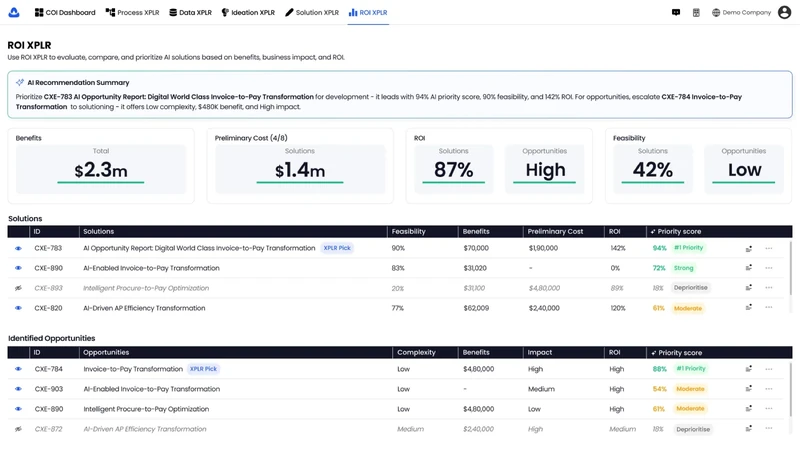 COI Dashboard Process XPLR Data XPLR Ideation XPLR Solution XPLR ROI XPLR Demo Company
ROI XPLR
Use ROI XPLR to evaluate, compare, and prioritize AI solutions based on benefits, business impact, and ROI.
AI Recommendation Summary
Prioritize CXE-783 AI Opportunity Report: Digital World Class Invoice-to-Pay Transformation for development - it leads with 94% AI priority score, 90% feasibility, and 142% ROI. For opportunities, escalate CXE-784 Invoice-to-Pay
Transformation to solutioning - it offers Low complexity, $480K benefit, and High impact.
Benefits Preliminary Cost (4/8) ROI Feasibility
Total Solutions Solutions Opportunities Solutions Opportunities
$2.3m $1.4m 87% High 42% Low
Solutions
ID Solutions Feasibility Benefits Preliminary Cost ROI Priority score
CXE-783 AI Opportunity Report: Digital World Class Invoice-to-Pay Transformation XPLR Pick 90% $70,000 $1,90,000 142% 94% #1 Priority
CXE-890 AI-Enabled Invoice-to-Pay Transformation 83% $31,020 - 0% 72% Strong
CXE-893 Intelligent Procure-to-Pay Optimization 20% $31,100 $4,80,000 89% 18% Deprioritise
CXE-820 AI-Driven AP Efficiency Transformation 77% $62,009 $2,40,000 120% 61% Moderate
Identified Opportunities
ID Opportunities Complexity Benefits Impact ROI Priority score
CXE-784 Invoice-to-Pay Transformation XPLR Pick Low $4,80,000 High High 88% #1 Priority
CXE-903 AI-Enabled Invoice-to-Pay Transformation Low - Medium High 54% Moderate
CXE-890 Intelligent Procure-to-Pay Optimization Low $4,80,000 Low High 61% Moderate
CXE-872 AI-Driven AP Efficiency Transformation Medium $2,40,000 High Medium 18% Deprioritise